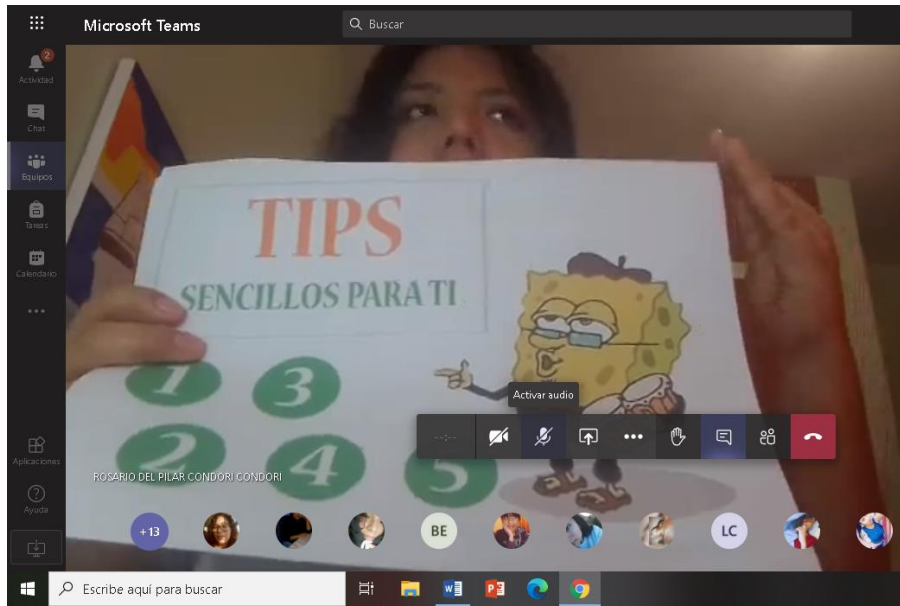 Microsoft Teams
Buscar
2
Actividad
Chat
Equipos
Tareas
Calendario
Aplicaciones
Ayuda
TIPS
SENCILLOS PARA TI
1
3
2
4
5
Activar audio
--:--
ROSARIO DEL PILAR CONDORI CONDORI
+13
BE
LC
Escribe aquí para buscar